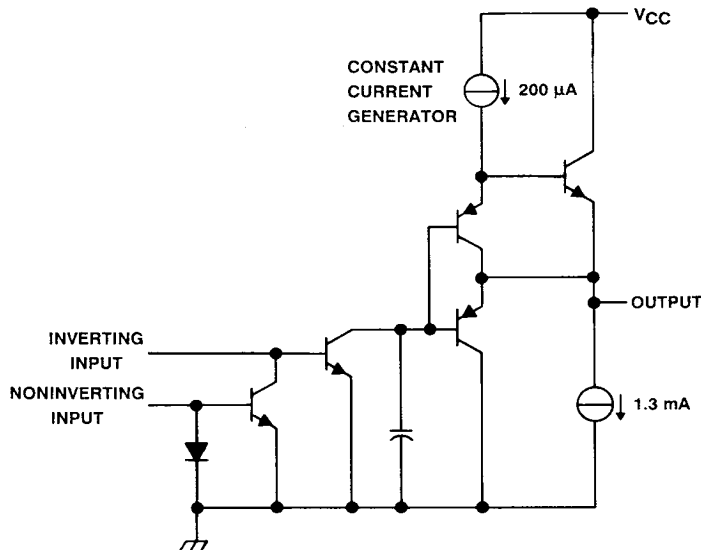 VCC
CONSTANT
CURRENT
GENERATOR
200 μA
OUTPUT
INVERTING
INPUT
NONINVERTING
INPUT
1.3 mA